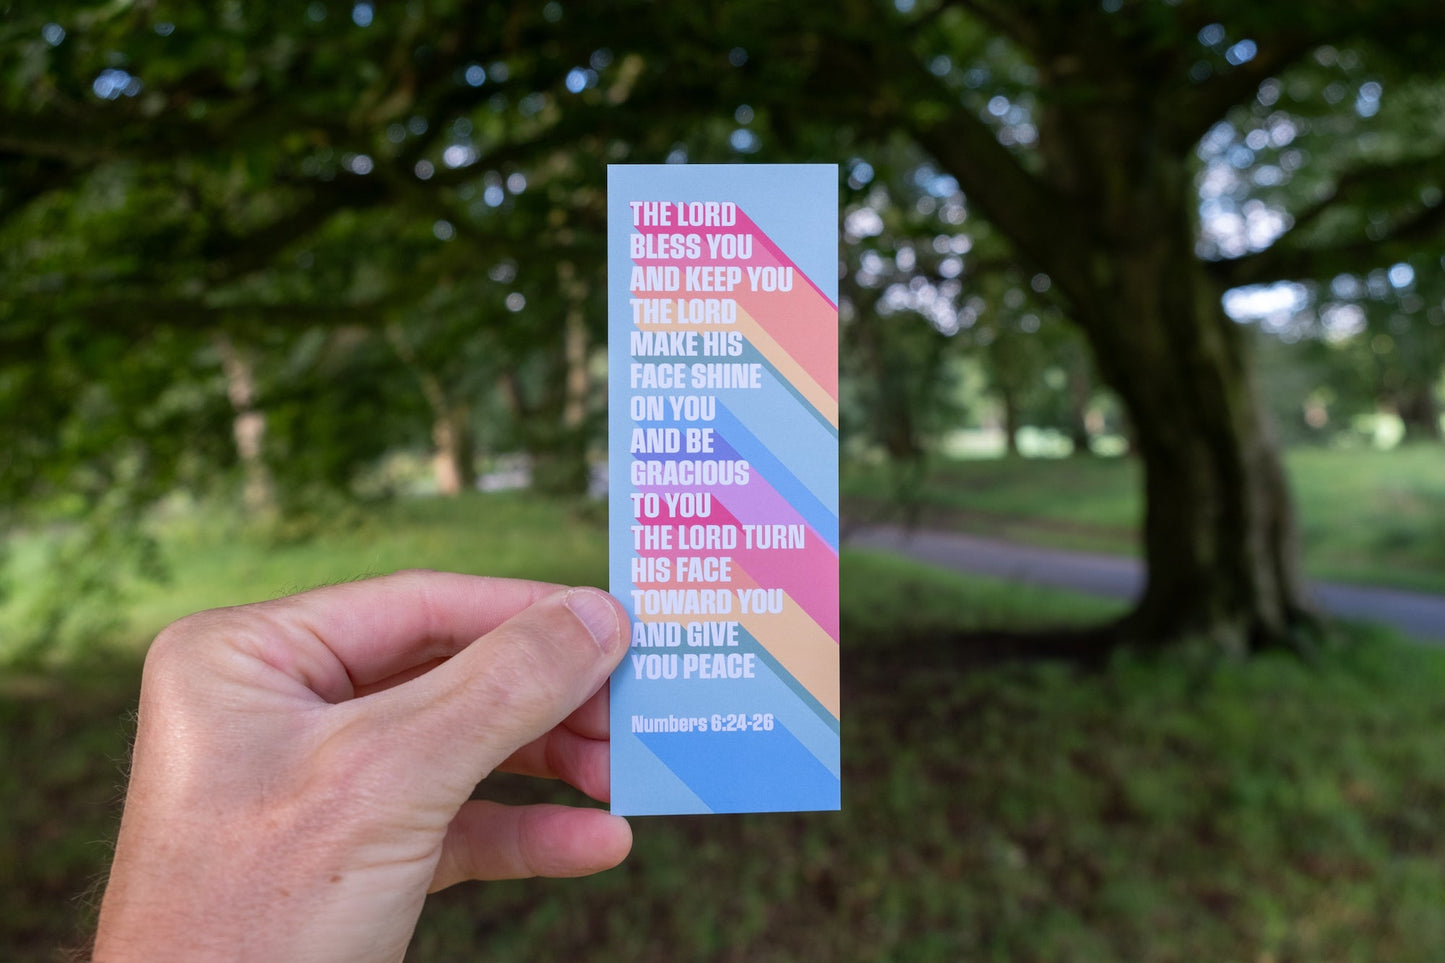 THE LORD
BLESS YOU
AND KEEP YOU
THE LORD
MAKE HIS
FACE SHINE
ON YOU
AND BE
GRACIOUS
TO YOU
THE LORD TURN
HIS FACE
TOWARD YOU
AND GIVE
YOU PEACE
Numbers 6:24-26